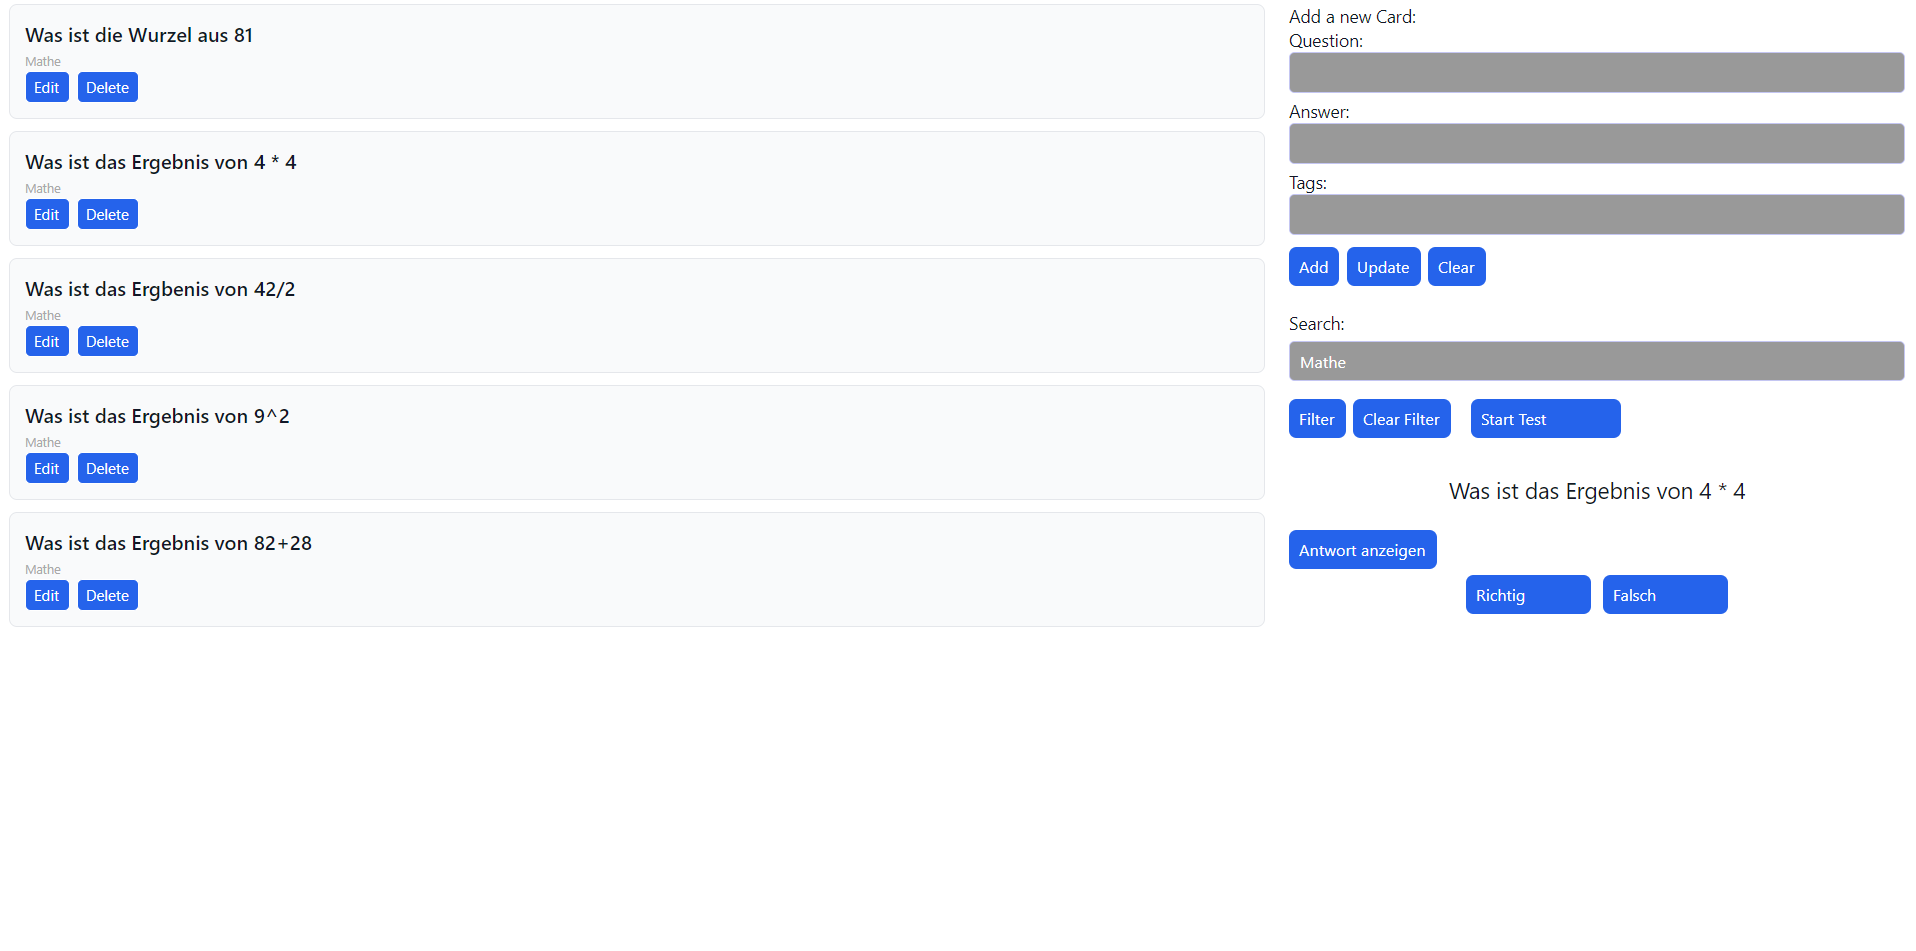 Was ist die Wurzel aus 81
Mathe
Edit Delete
Was ist das Ergebnis von 4 * 4
Mathe
Edit Delete
Was ist das Ergbenis von 42/2
Mathe
Edit Delete
Was ist das Ergebnis von 9^2
Mathe
Edit Delete
Was ist das Ergebnis von 82+28
Mathe
Edit Delete
Add a new Card:
Question:
Answer:
Tags:
Add Update Clear
Search:
Mathe
Filter Clear Filter Start Test
Was ist das Ergebnis von 4 * 4
Antwort anzeigen
Richtig Falsch